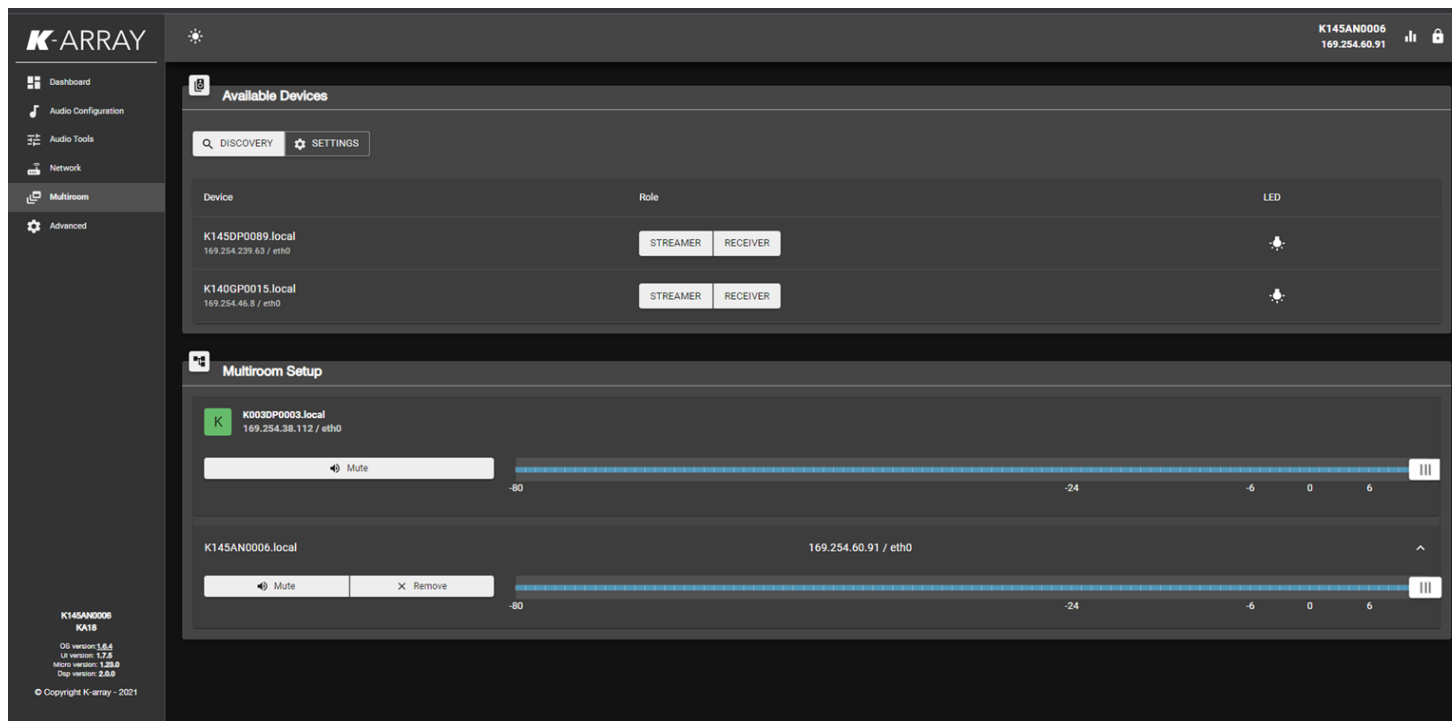 K-ARRAY
K145AN0006
169.254.60.91
Dashboard
Audio Configuration
Audio Tools
Network
Multiroom
Advanced
Available Devices
DISCOVERY SETTINGS
Device Role LED
K145DP0089.local
169.254.239.63 / eth0
STREAMER RECEIVER
K140GP0015.local
169.254.46.8 / eth0
STREAMER RECEIVER
Multiroom Setup
K
K003DP0003.local
169.254.38.112 / eth0
Mute
-80 -24 -6 0 6
K145AN0006.local 169.254.60.91 / eth0
Mute Remove
-80 -24 -6 0 6
K145AN0006
KA18
OS version: 1.6.4
UI version: 1.7.5
Micro version: 1.23.0
Dsp version: 2.0.0
© Copyright K-array - 2021